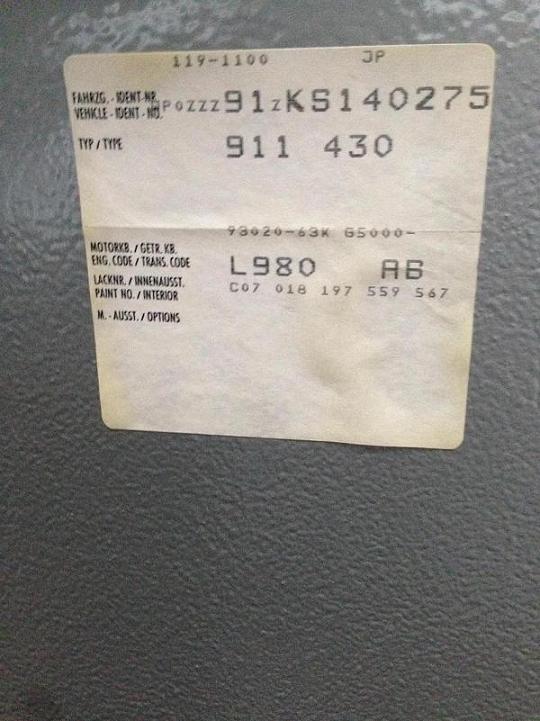 119-1100 JP
FAHRZG. - IDENT-NR. VEHICLE - IDENT - NO. WPOZZZ91ZKS140275
TYP / TYPE 911 430
93020-63K G5000-
MOTORKB. / GETR. KB.
ENG. CODE / TRANS. CODE
L980 AB
LACKNR. / INNENAUSST.
PAINT NO. / INTERIOR
C07 018 197 559 567
M. - AUSST. / OPTIONS